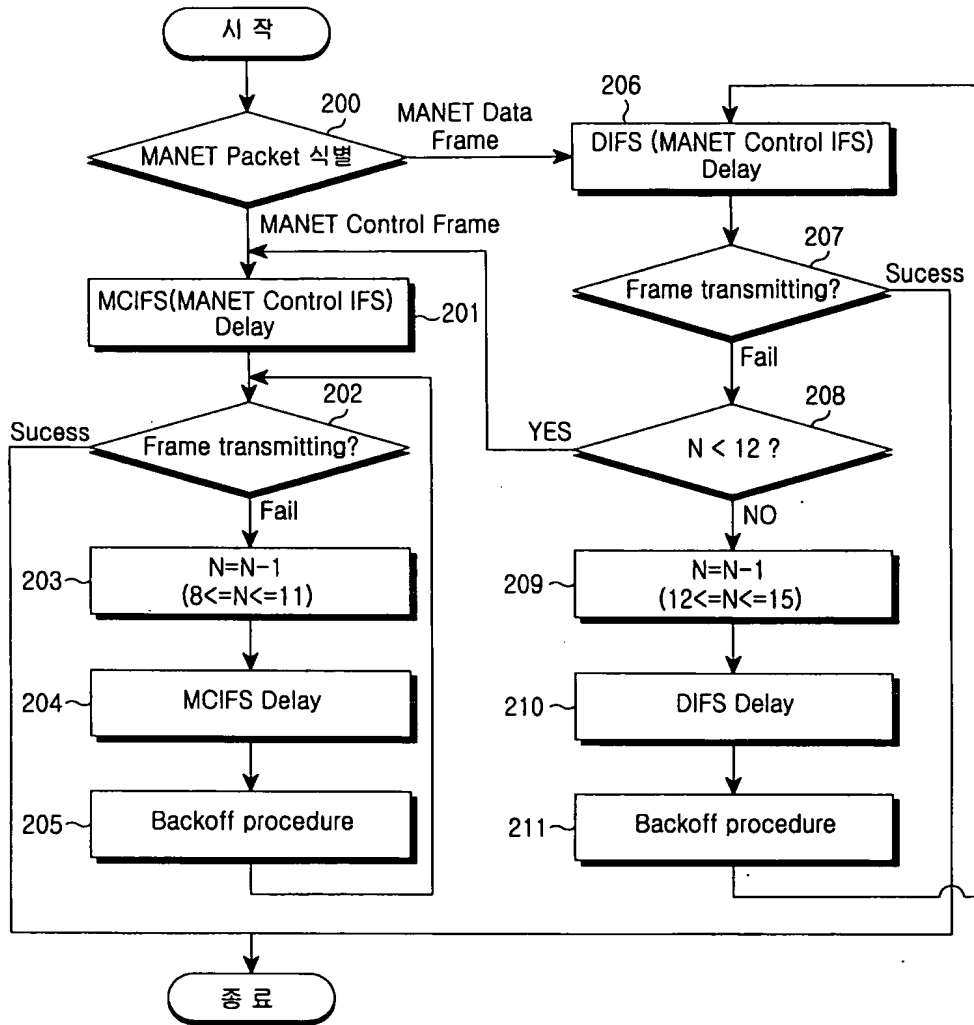 시 작
200
MANET Packet 식별
MANET Data
Frame
206
DIFS (MANET Control IFS)
Delay
MANET Control Frame
MCIFS(MANET Control IFS)
Delay
201
207
Frame transmitting?
Sucess
Fail
202
Sucess
Frame transmitting?
Fail
208
YES
N < 12 ?
NO
203
N=N-1
(8<=N<=11)
209
N=N-1
(12<=N<=15)
204
MCIFS Delay
210
DIFS Delay
205
Backoff procedure
211
Backoff procedure
종 료